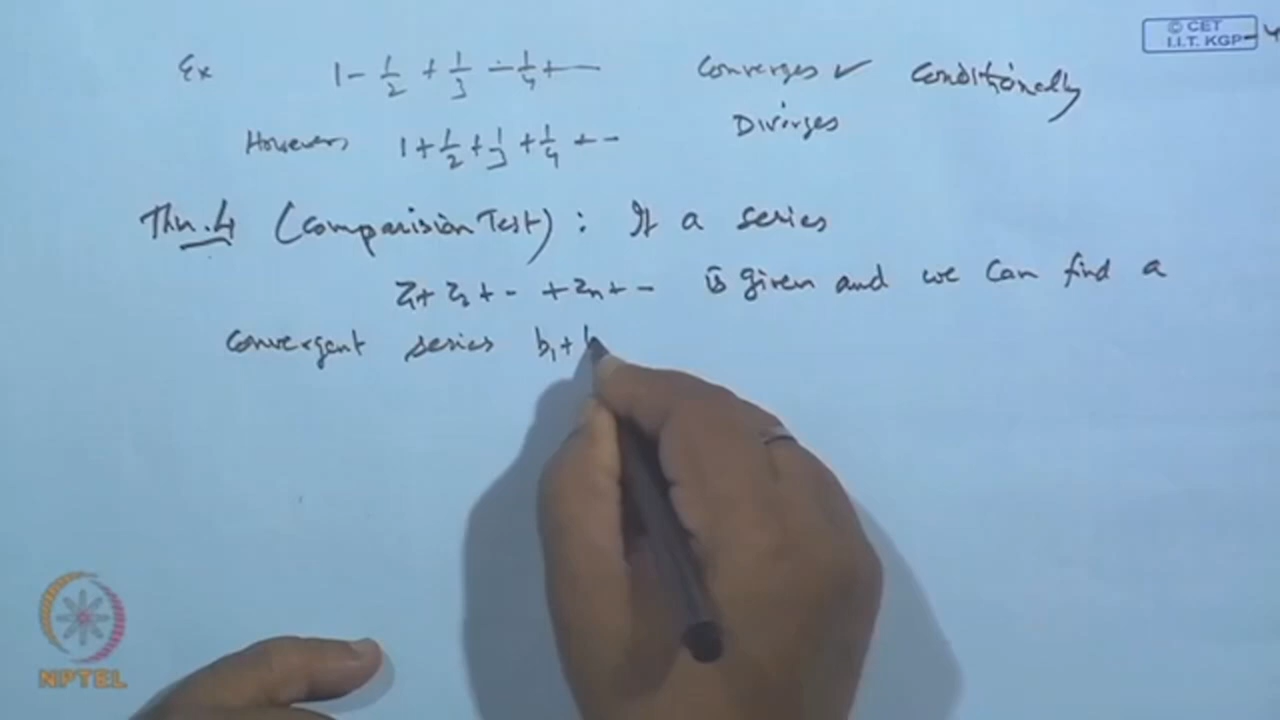 © CET
I.I.T. KGP
Ex 1 - 1/2 + 1/3 - 1/4 + — Converges ✓ Conditionally
However 1 + 1/2 + 1/3 + 1/4 + - - Diverges
Thm. 4 (Comparision Test) : If a series
z1 + z2 + - + zn + - is given and we can find a
convergent series b1 +
NPTEL